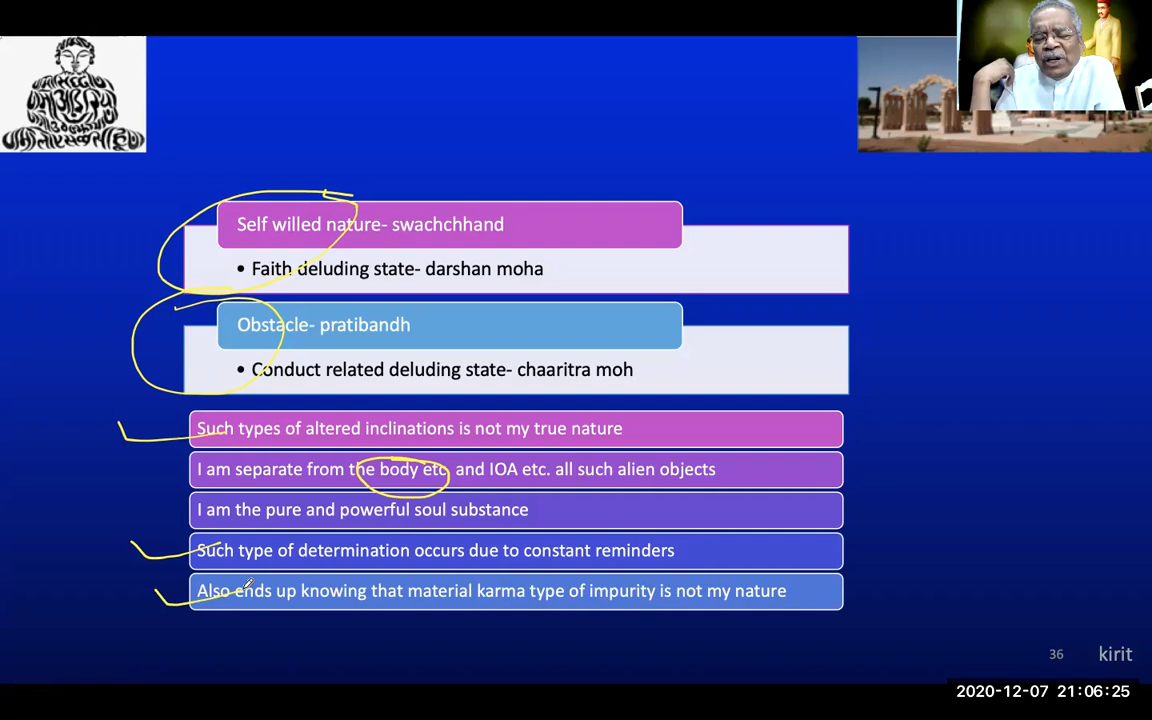 Self willed nature- swachchhand
• Faith deluding state- darshan moha
Obstacle- pratibandh
• Conduct related deluding state- chaaritra moh
Such types of altered inclinations is not my true nature
I am separate from the body etc. and IOA etc. all such alien objects
I am the pure and powerful soul substance
Such type of determination occurs due to constant reminders
Also ends up knowing that material karma type of impurity is not my nature
36 kirit
2020-12-07 21:06:25